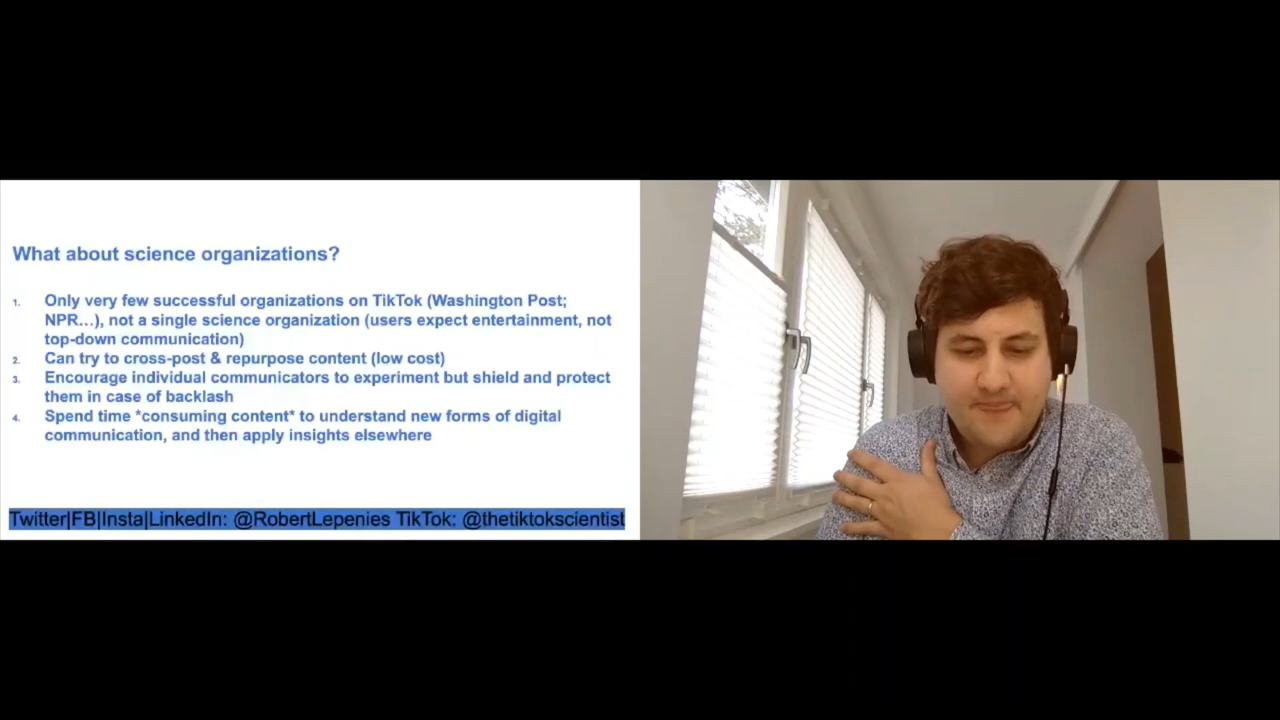 What about science organizations?
1. Only very few successful organizations on TikTok (Washington Post;
NPR...), not a single science organization (users expect entertainment, not
top-down communication)
2. Can try to cross-post & repurpose content (low cost)
3. Encourage individual communicators to experiment but shield and protect
them in case of backlash
4. Spend time *consuming content* to understand new forms of digital
communication, and then apply insights elsewhere
Twitter|FB|Insta|LinkedIn: @RobertLepenies TikTok: @thetiktokscientist